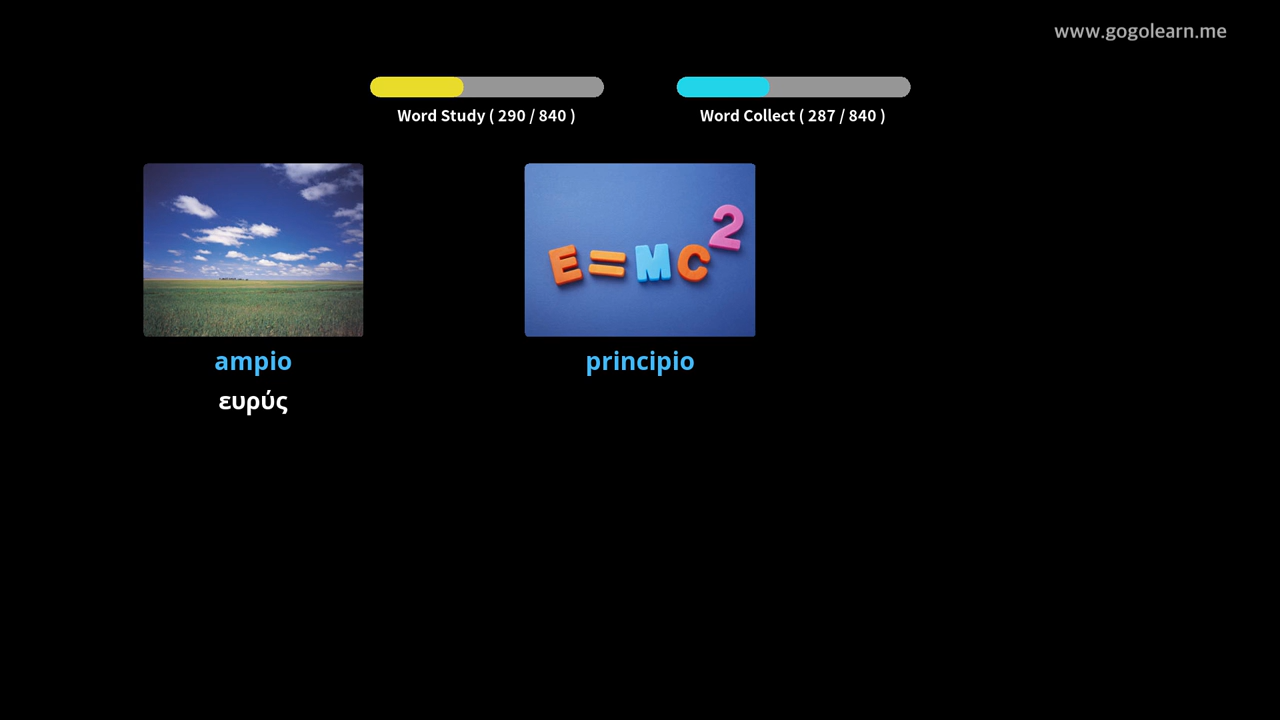 www.gogolearn.me
Word Study ( 290 / 840 )
Word Collect ( 287 / 840 )
E=MC2
ampio
principio
ευρύς